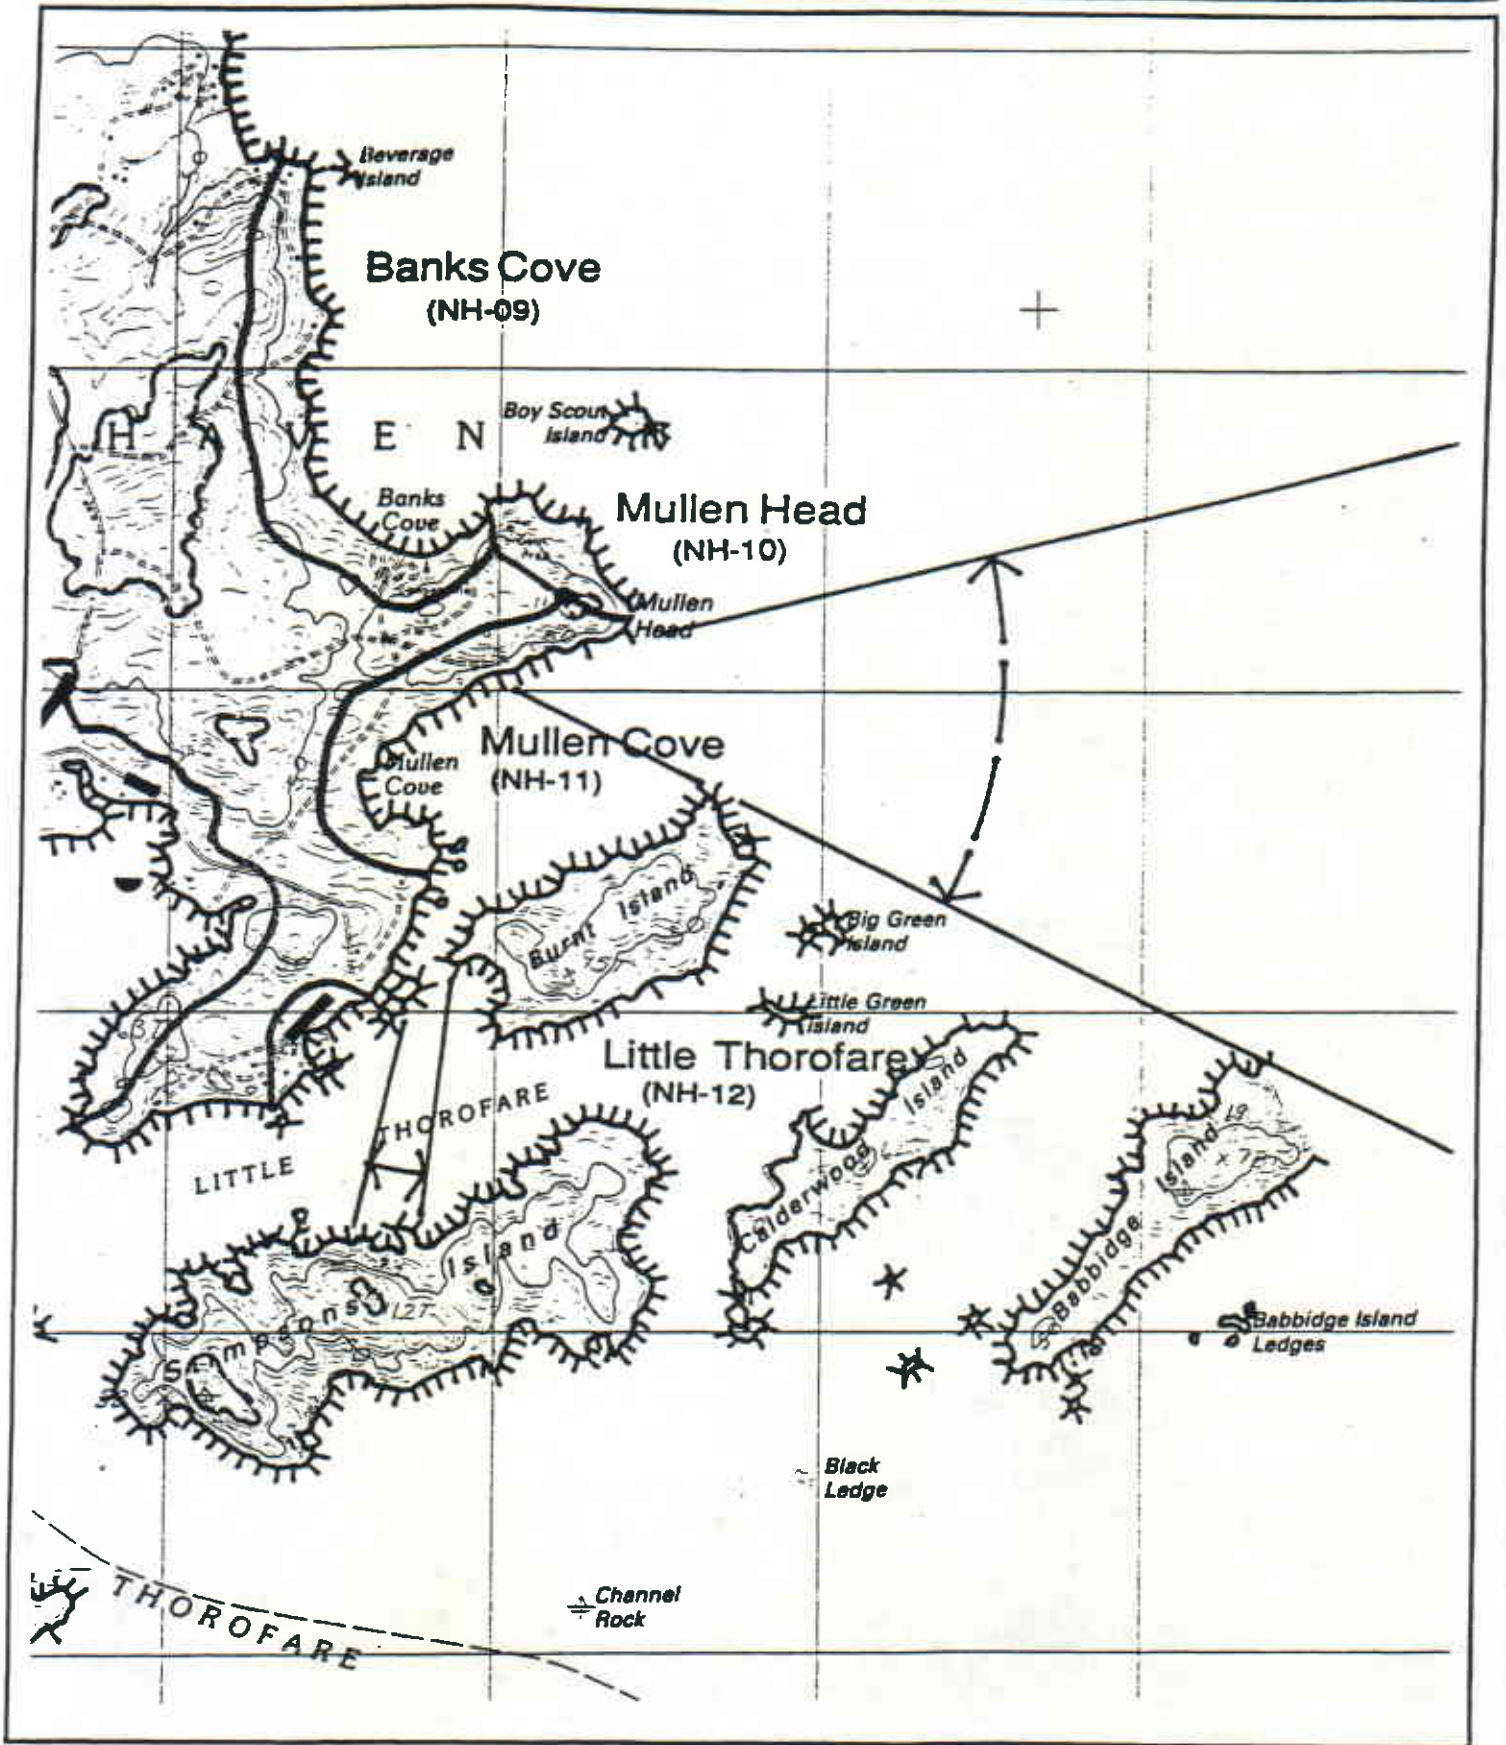 Beverage
Island
Banks Cove
(NH-09)
Boy Scout
Island
H A V E N
Banks
Cove
Mullen Head
(NH-10)
Mullen
Head
Mullen Cove
(NH-11)
Mullen
Cove
Burnt Island
Big Green
Island
Little Green
Island
Little Thorofare
(NH-12)
LITTLE THOROFARE
Calderwood Island
Babbidge Island
19
Simpsons Island
127
Babbidge Island
Ledges
Black
Ledge
Channel
Rock
THOROFARE